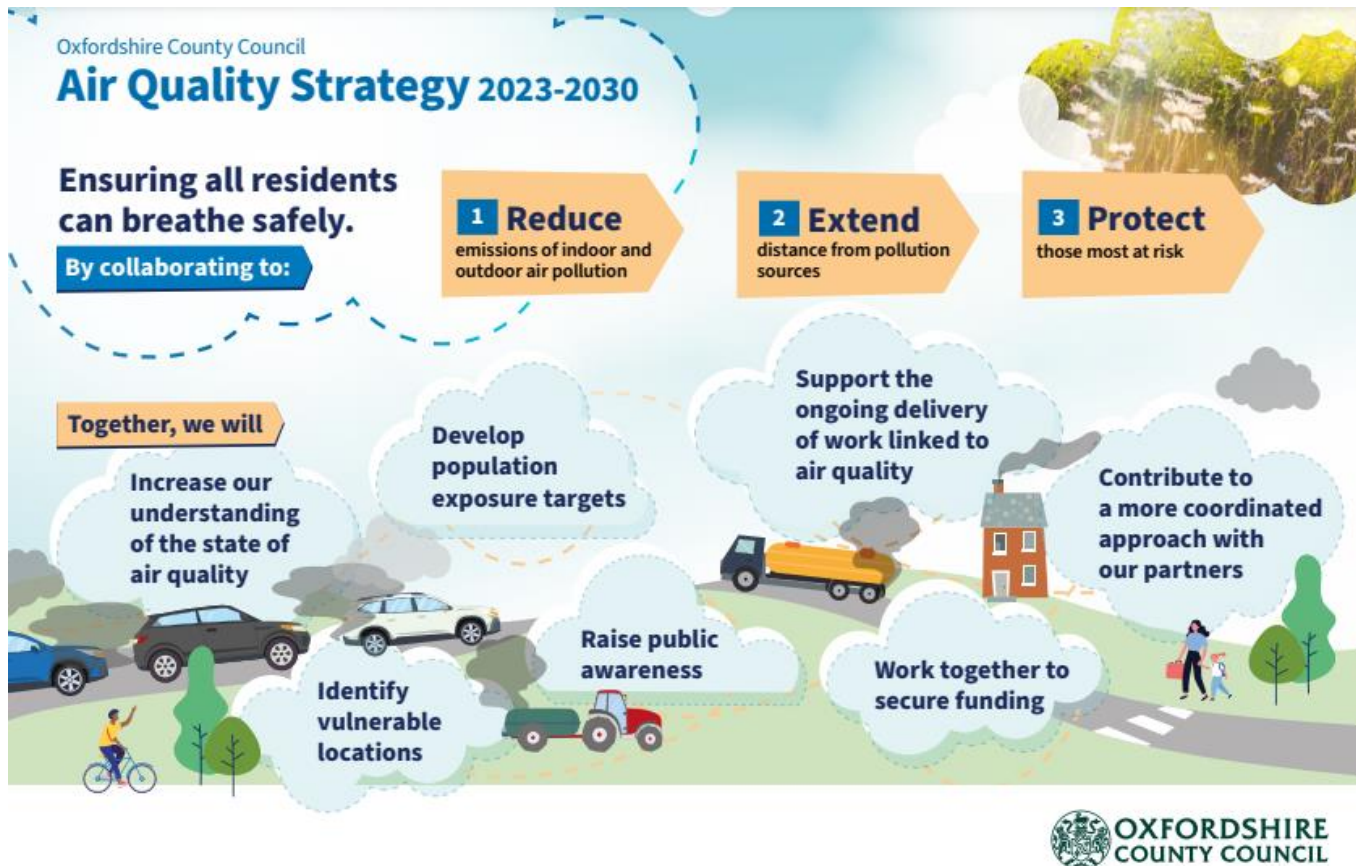 Oxfordshire County Council
Air Quality Strategy 2023-2030
Ensuring all residents
can breathe safely.
By collaborating to:
1 Reduce
emissions of indoor and
outdoor air pollution
2 Extend
distance from pollution
sources
3 Protect
those most at risk
Together, we will
Increase our
understanding
of the state of
air quality
Identify
vulnerable
locations
Develop
population
exposure targets
Raise public
awareness
Support the
ongoing delivery
of work linked to
air quality
Work together to
secure funding
Contribute to
a more coordinated
approach with
our partners
OXFORDSHIRE
COUNTY COUNCIL